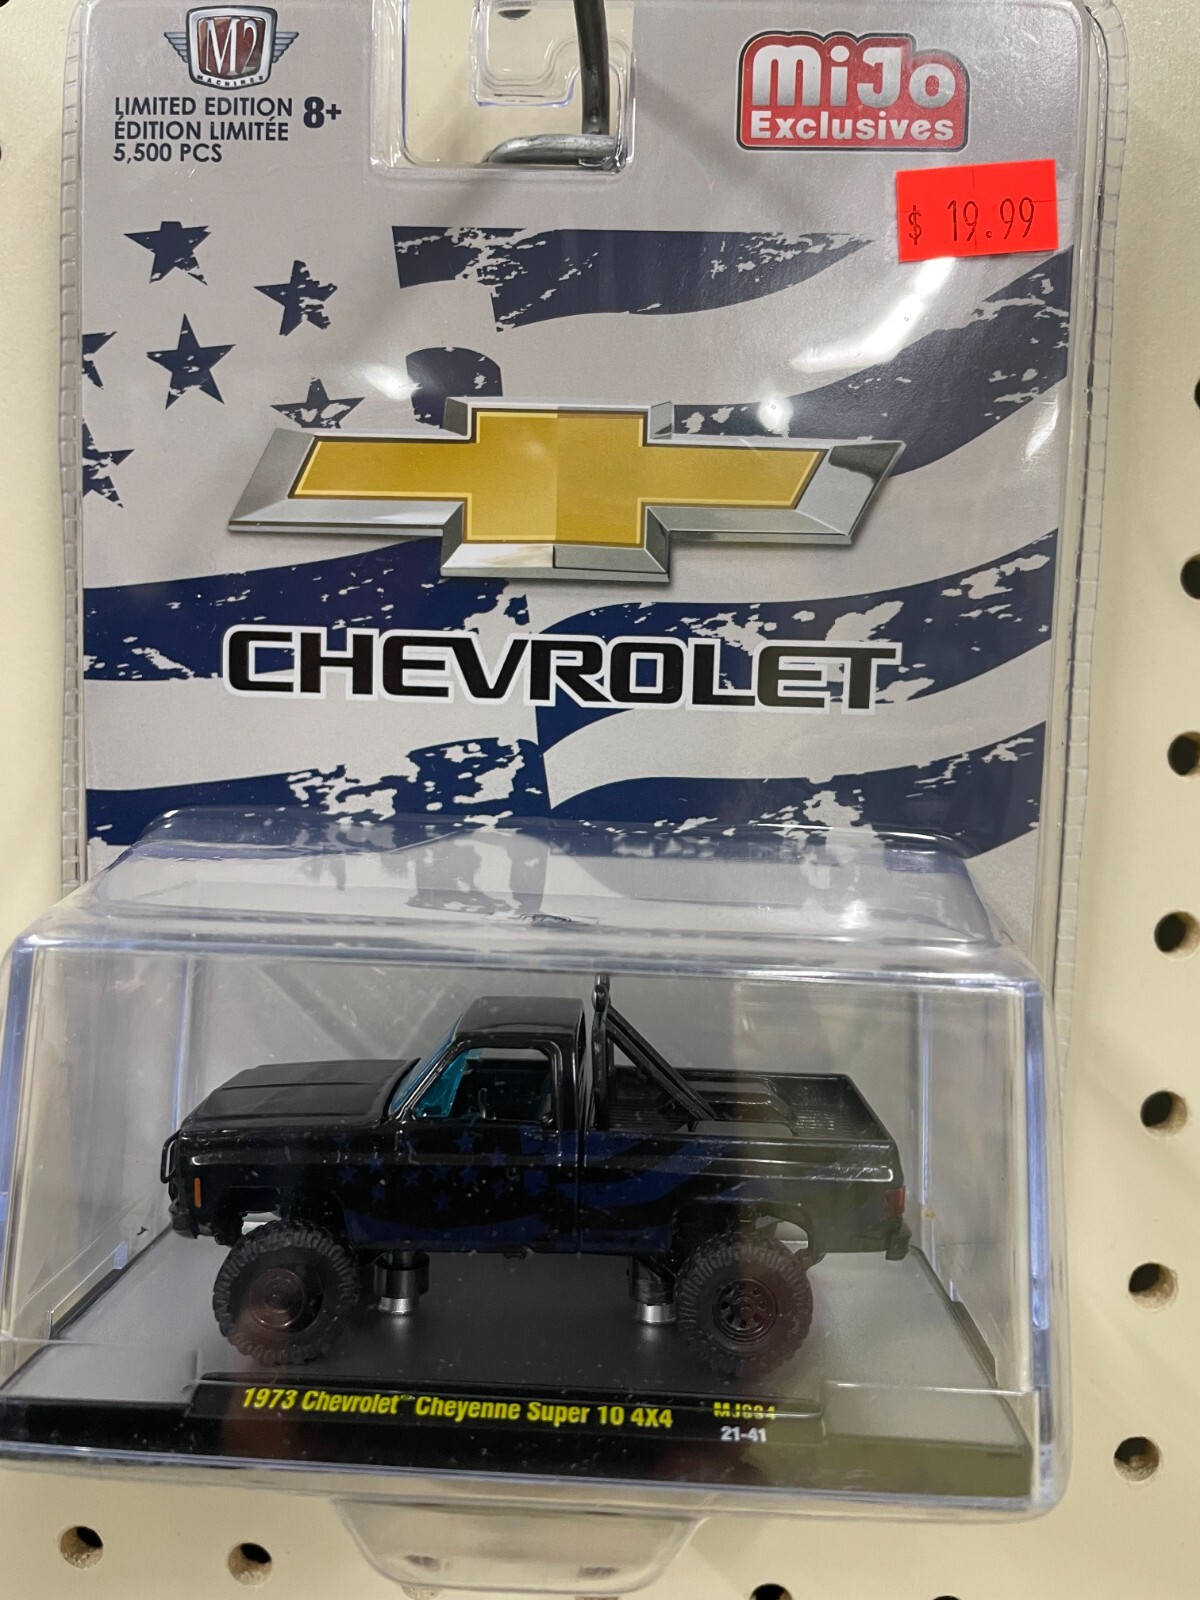 M2
MACHINES
LIMITED EDITION 8+
ÉDITION LIMITÉE
5,500 PCS
MiJo
Exclusives
$ 19.99
CHEVROLET
1973 Chevrolet™ Cheyenne Super 10 4X4
21-41